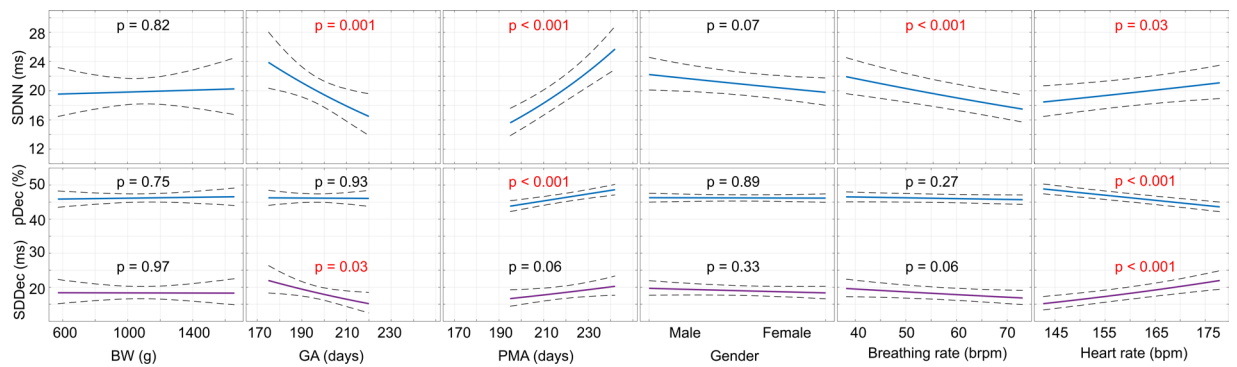 p = 0.82 p = 0.001 p < 0.001 p = 0.07 p < 0.001 p = 0.03
SDNN (ms)
28
24
20
16
12
p = 0.75 p = 0.93 p < 0.001 p = 0.89 p = 0.27 p < 0.001
pDec (%)
50
40
SDDec (ms)
30
20
p = 0.97 p = 0.03 p = 0.06 p = 0.33 p = 0.06 p < 0.001
600 1000 1400 170 190 210 230 170 190 210 230 Male Female 40 50 60 70 145 155 165 175
BW (g) GA (days) PMA (days) Gender Breathing rate (brpm) Heart rate (bpm)